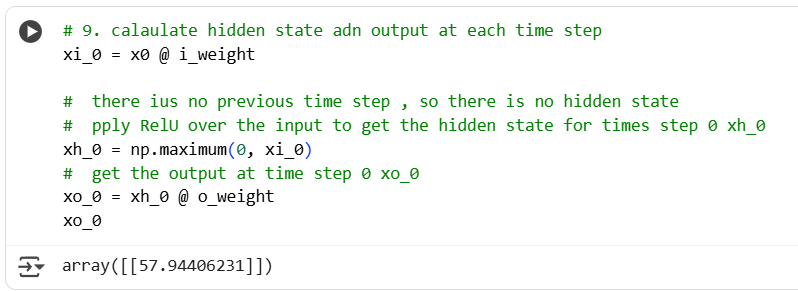 # 9. calaulate hidden state adn output at each time step
xi_0 = x0 @ i_weight
#  there ius no previous time step , so there is no hidden state
#  pply RelU over the input to get the hidden state for times step 0 xh_0
xh_0 = np.maximum(0, xi_0)
#  get the output at time step 0 xo_0
xo_0 = xh_0 @ o_weight
xo_0
array([[57.94406231]])